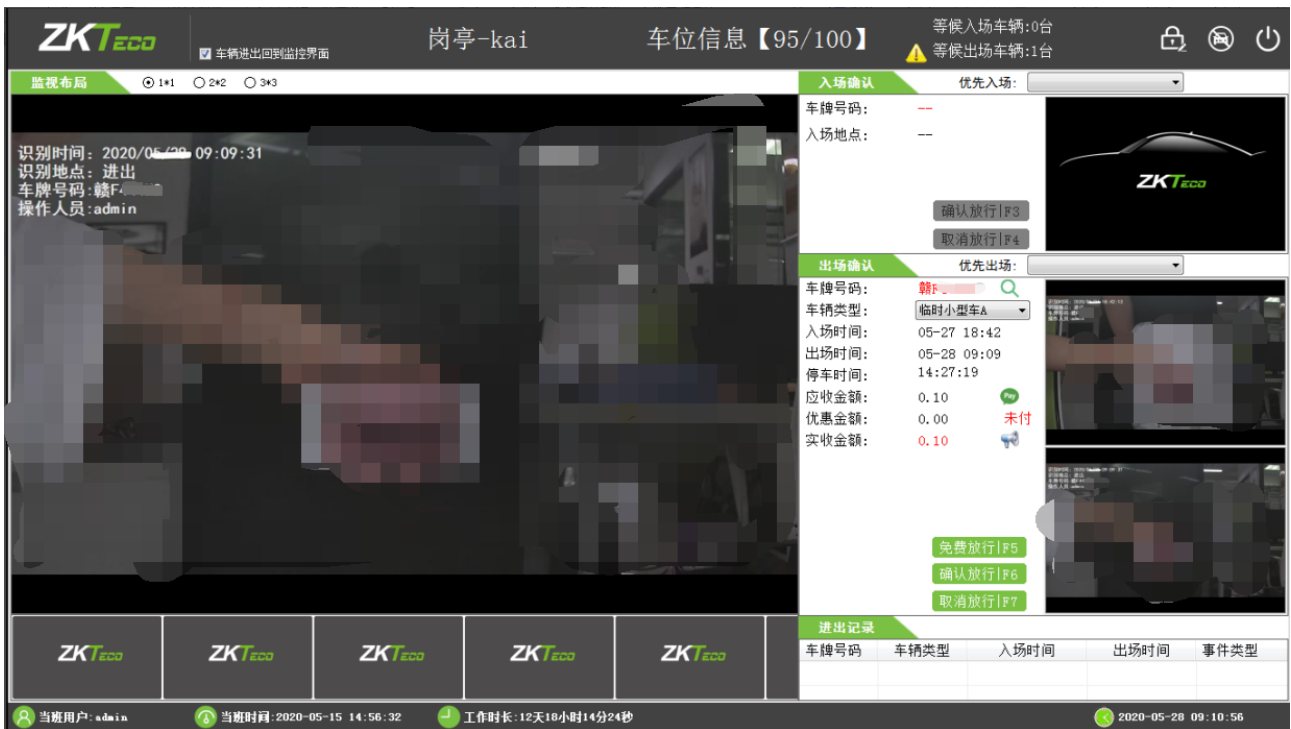 ZKTeco
车辆进出回到监控界面
岗亭-kai
车位信息【95/100】
等候入场车辆:0台
等候出场车辆:1台
监视布局
1*1 2*2 3*3
识别时间: 2020/05 09:09:31
识别地点: 进出
车牌号码:赣F
操作人员:admin
入场确认 优先入场:
车牌号码: --
入场地点: --
确认放行|F3
取消放行|F4
ZKTeco
出场确认 优先出场:
车牌号码: 赣F
车辆类型: 临时小型车A
入场时间: 05-27 18:42
出场时间: 05-28 09:09
停车时间: 14:27:19
应收金额: 0.10 Pay
优惠金额: 0.00 未付
实收金额: 0.10
免费放行|F5
确认放行|F6
取消放行|F7
ZKTeco ZKTeco ZKTeco ZKTeco ZKTeco
进出记录
车牌号码 车辆类型 入场时间 出场时间 事件类型
当班用户:admin 当班时间:2020-05-15 14:56:32 工作时长:12天18小时14分24秒 2020-05-28 09:10:56